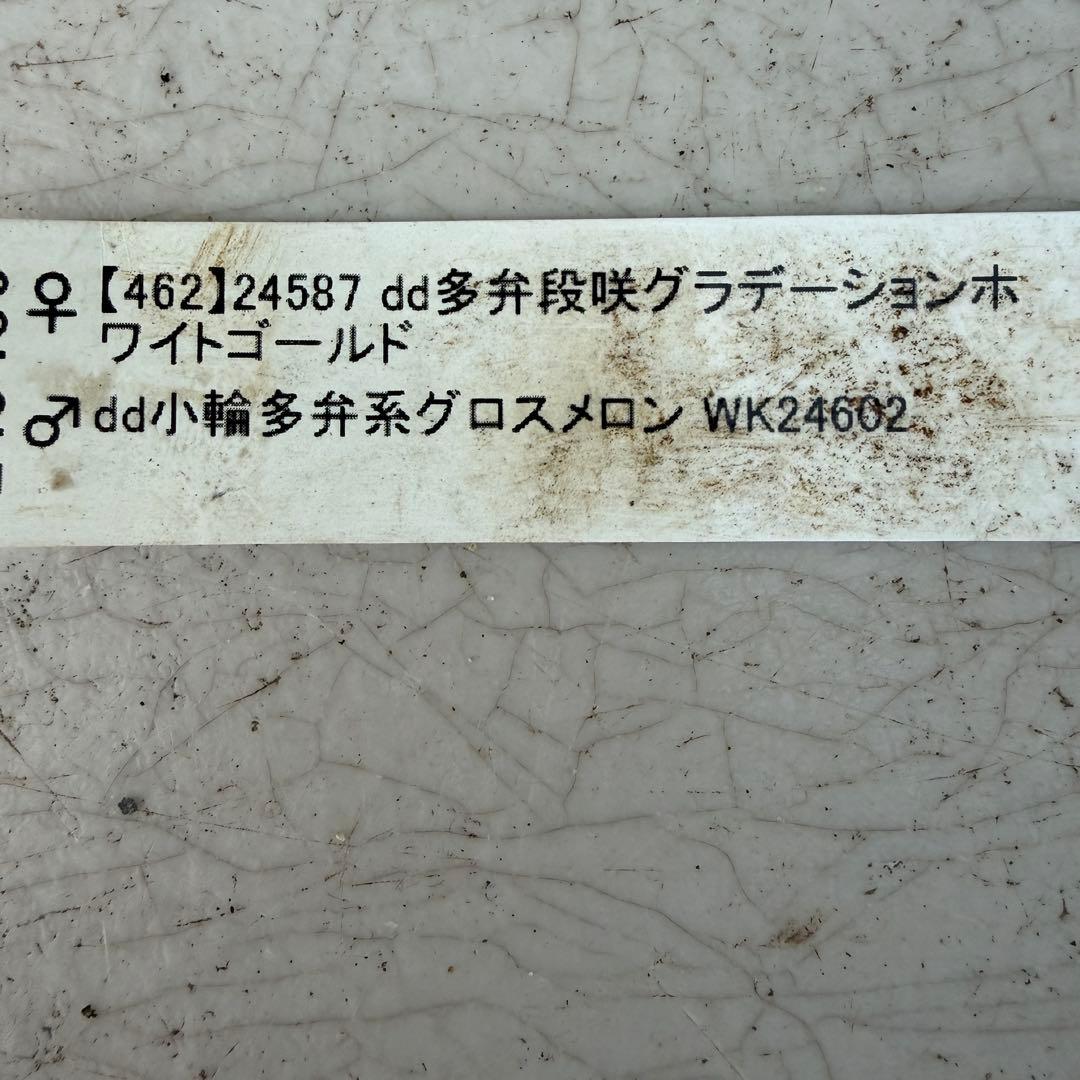 ♀【462】24587 dd多弁段咲グラデーションホ
ワイトゴールド
♂dd小輪多弁系グロスメロン WK24602